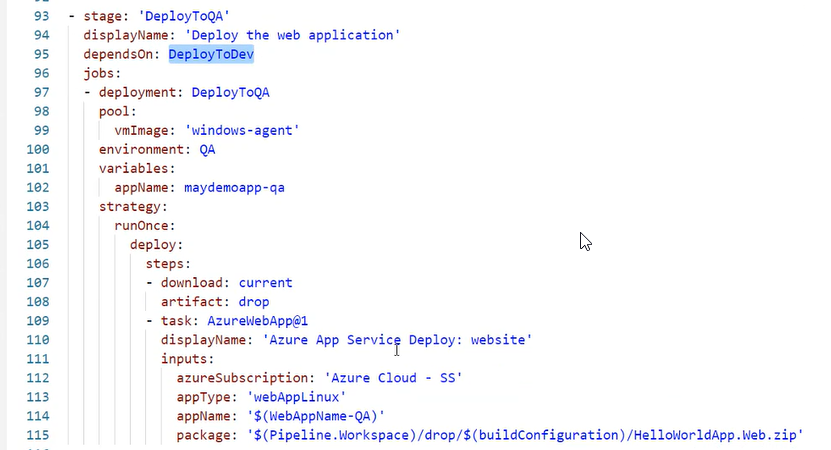 93 - stage: 'DeployToQA'
94 displayName: 'Deploy the web application'
95 dependsOn: DeployToDev
96 jobs:
97 - deployment: DeployToQA
98 pool:
99 vmImage: 'windows-agent'
100 environment: QA
101 variables:
102 appName: maydemoapp-qa
103 strategy:
104 runOnce:
105 deploy:
106 steps:
107 - download: current
108 artifact: drop
109 - task: AzureWebApp@1
110 displayName: 'Azure App Service Deploy: website'
111 inputs:
112 azureSubscription: 'Azure Cloud - SS'
113 appType: 'webAppLinux'
114 appName: '$(WebAppName-QA)'
115 package: '$(Pipeline.Workspace)/drop/$(buildConfiguration)/HelloWorldApp.Web.zip'